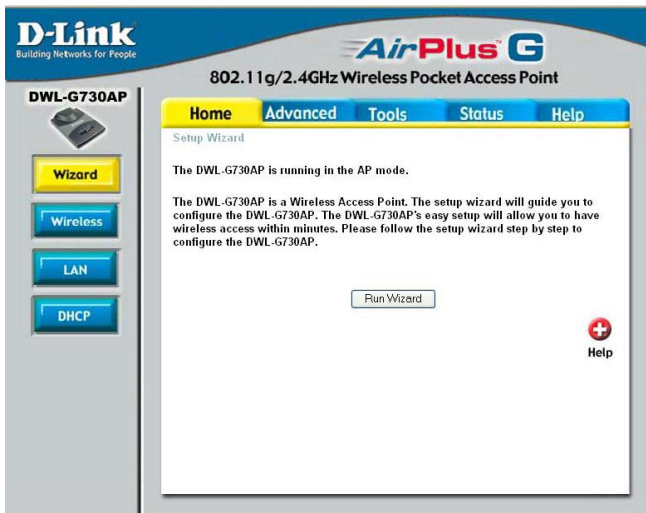 D-Link
Building Networks for People
AirPlus G
802.11g/2.4GHz Wireless Pocket Access Point
DWL-G730AP
Home Advanced Tools Status Help
Wizard
Wireless
LAN
DHCP
Setup Wizard
The DWL-G730AP is running in the AP mode.
The DWL-G730AP is a Wireless Access Point. The setup wizard will guide you to
configure the DWL-G730AP. The DWL-G730AP's easy setup will allow you to have
wireless access within minutes. Please follow the setup wizard step by step to
configure the DWL-G730AP.
Run Wizard
Help